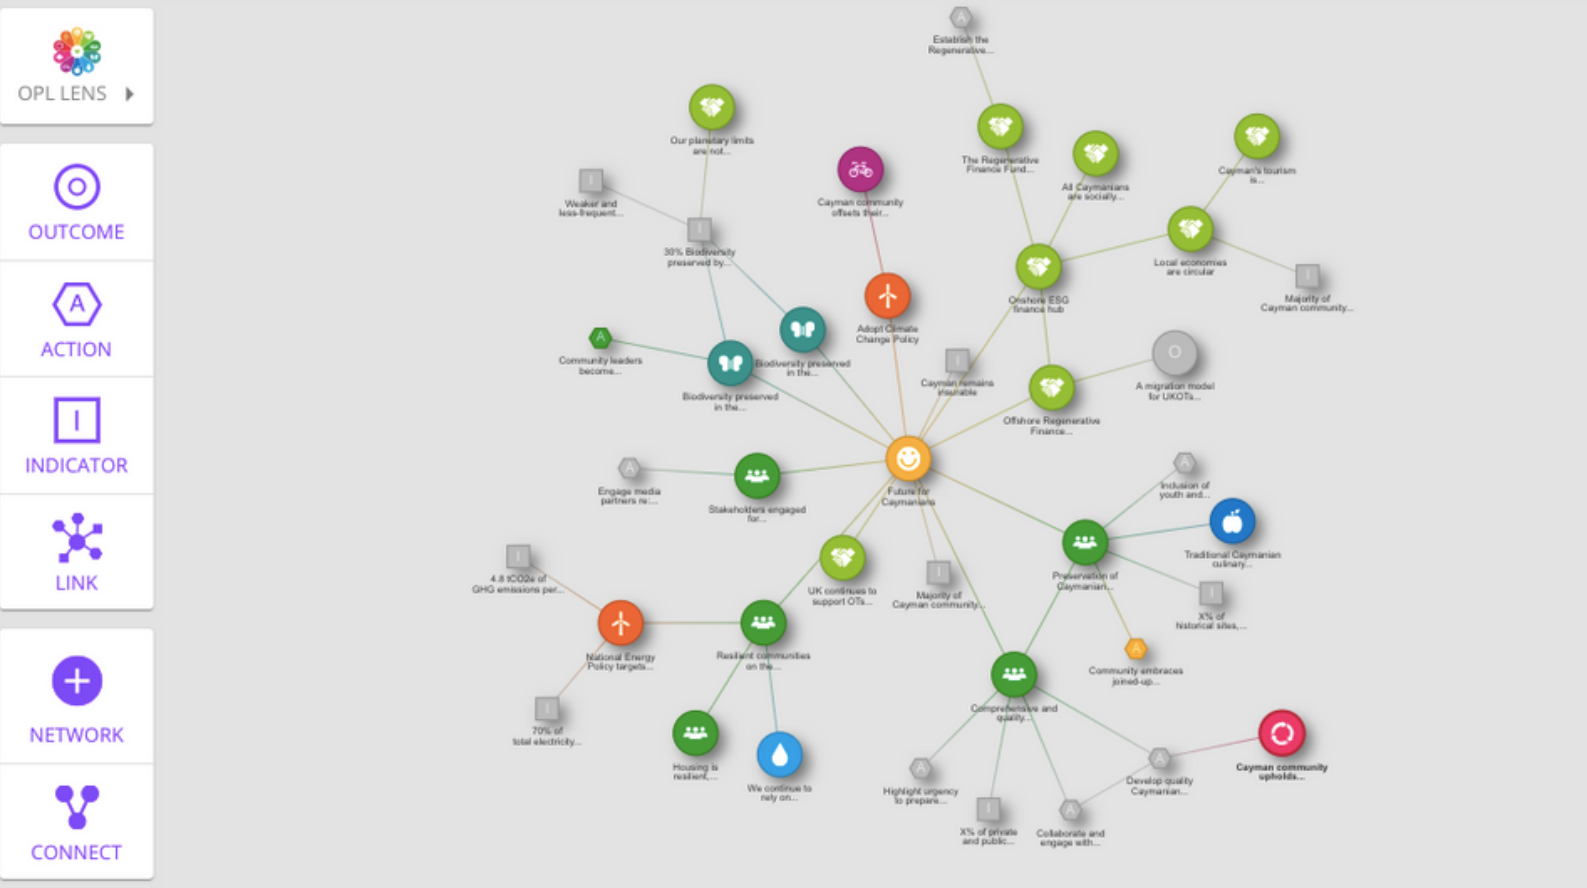 OPL LENS
OUTCOME
A
ACTION
I
INDICATOR
LINK
NETWORK
CONNECT
A
Establish the
Regenerative...
Our planetary limits
are not...
The Regenerative
Finance Fund...
All Caymanians
are socially...
Cayman's tourism
is...
I
Weaker and
less-frequent...
Cayman community
offsets their...
I
30% Biodiversity
preserved by...
Local economies
are circular
Onshore ESG
finance hub
I
Majority of
Cayman community...
Adopt Climate
Change Policy
A
Community leaders
become...
Biodiversity preserved
in the...
Biodiversity preserved
in the...
I
Cayman remains
insurable
O
A migration model
for UKOTs...
Offshore Regenerative
Finance...
Future for
Caymanians
A
Engage media
partners re:...
Stakeholders engaged
for...
A
Inclusion of
youth and...
Traditional Caymanian
culinary...
Preservation of
Caymanian...
I
4.8 tCO2e of
GHG emissions per...
UK continues to
support OTs...
I
Majority of
Cayman community...
I
X% of
historical sites,...
National Energy
Policy targets...
Resilient communities
on the...
A
Community embraces
joined-up...
Comprehensive and
quality...
I
70% of
total electricity...
Housing is
resilient,...
We continue to
rely on...
A
Highlight urgency
to prepare...
I
X% of private
and public...
A
Collaborate and
engage with...
A
Develop quality
Caymanian...
Cayman community
upholds...